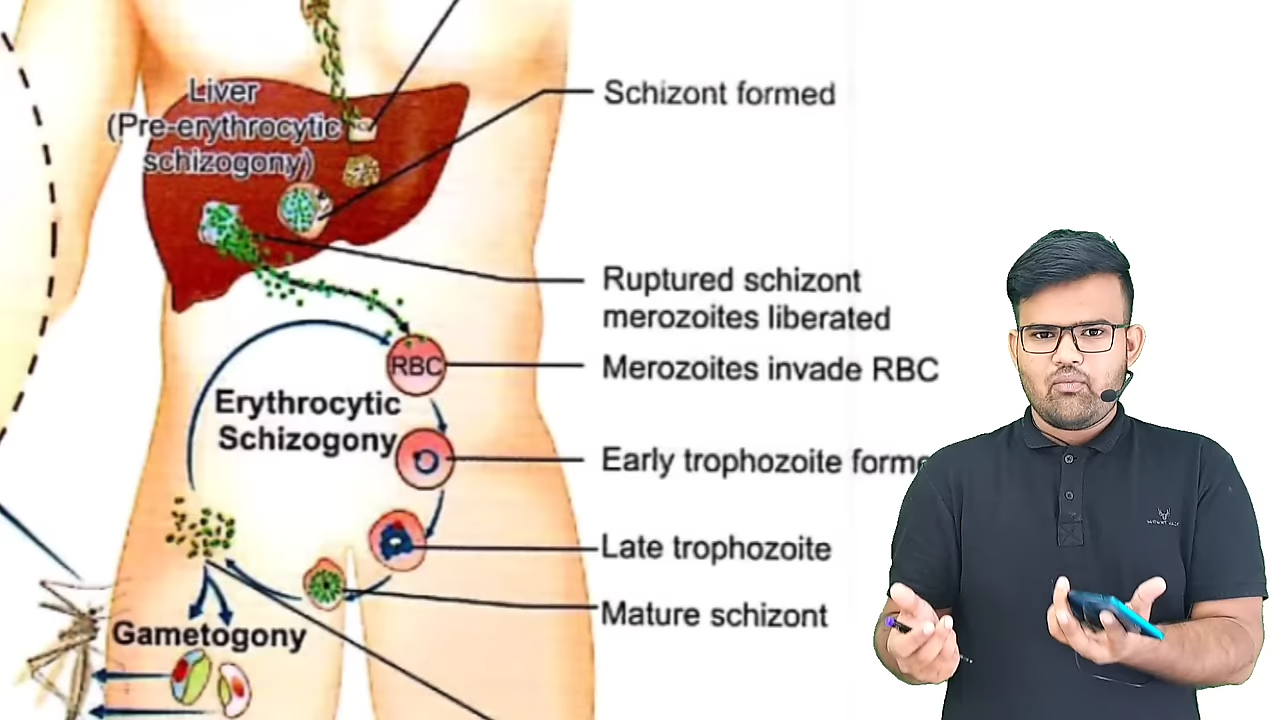 Liver
(Pre-erythrocytic
schizogony)
Schizont formed
Ruptured schizont
merozoites liberated
RBC
Merozoites invade RBC
Erythrocytic
Schizogony
Early trophozoite forme
Late trophozoite
Mature schizont
Gametogony